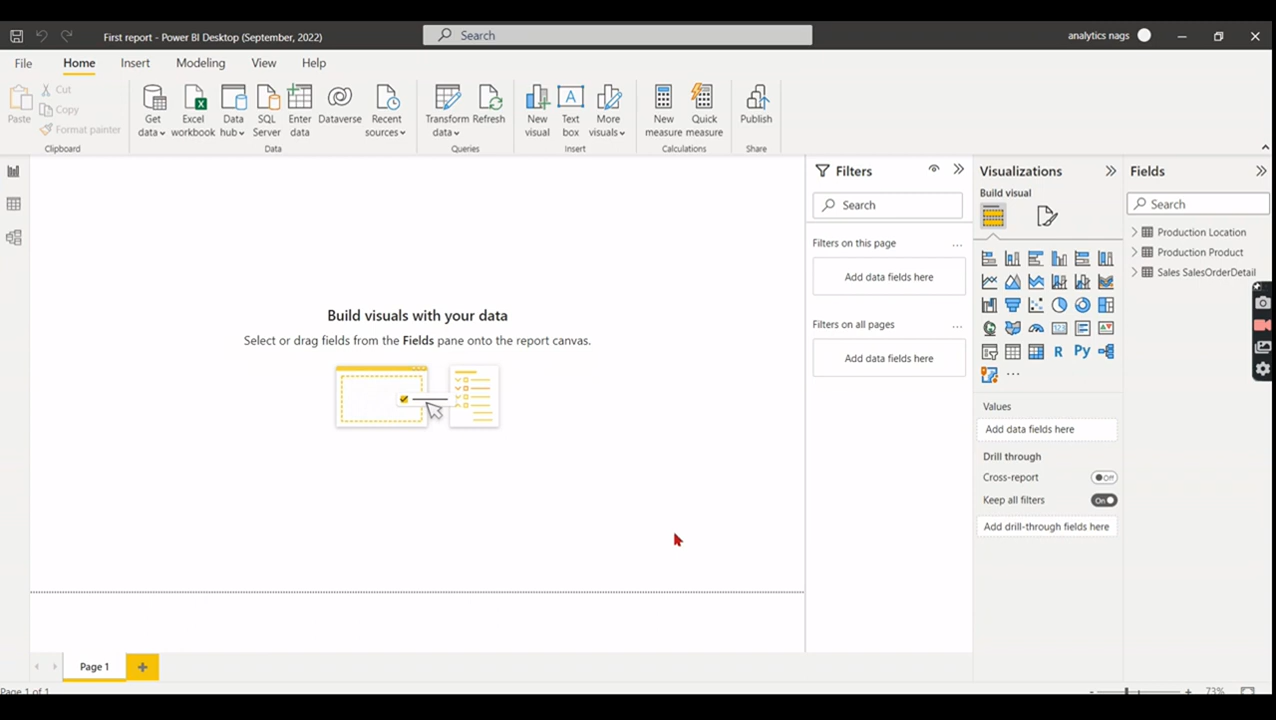 First report - Power BI Desktop (September, 2022)
Search
analytics nags
File Home Insert Modeling View Help
Paste
Cut
Copy
Format painter
Clipboard
Get data
Excel workbook
Data hub
SQL Server
Enter data
Dataverse
Recent sources
Data
Transform data
Refresh
Queries
New visual
Text box
More visuals
Insert
New measure
Quick measure
Calculations
Publish
Share
Build visuals with your data
Select or drag fields from the Fields pane onto the report canvas.
Filters
Search
Filters on this page ...
Add data fields here
Filters on all pages ...
Add data fields here
Visualizations
Build visual
123
R
Py
...
Values
Add data fields here
Drill through
Cross-report Off
Keep all filters On
Add drill-through fields here
Fields
Search
Production Location
Production Product
Sales SalesOrderDetail
Page 1
Page 1 of 1
73%